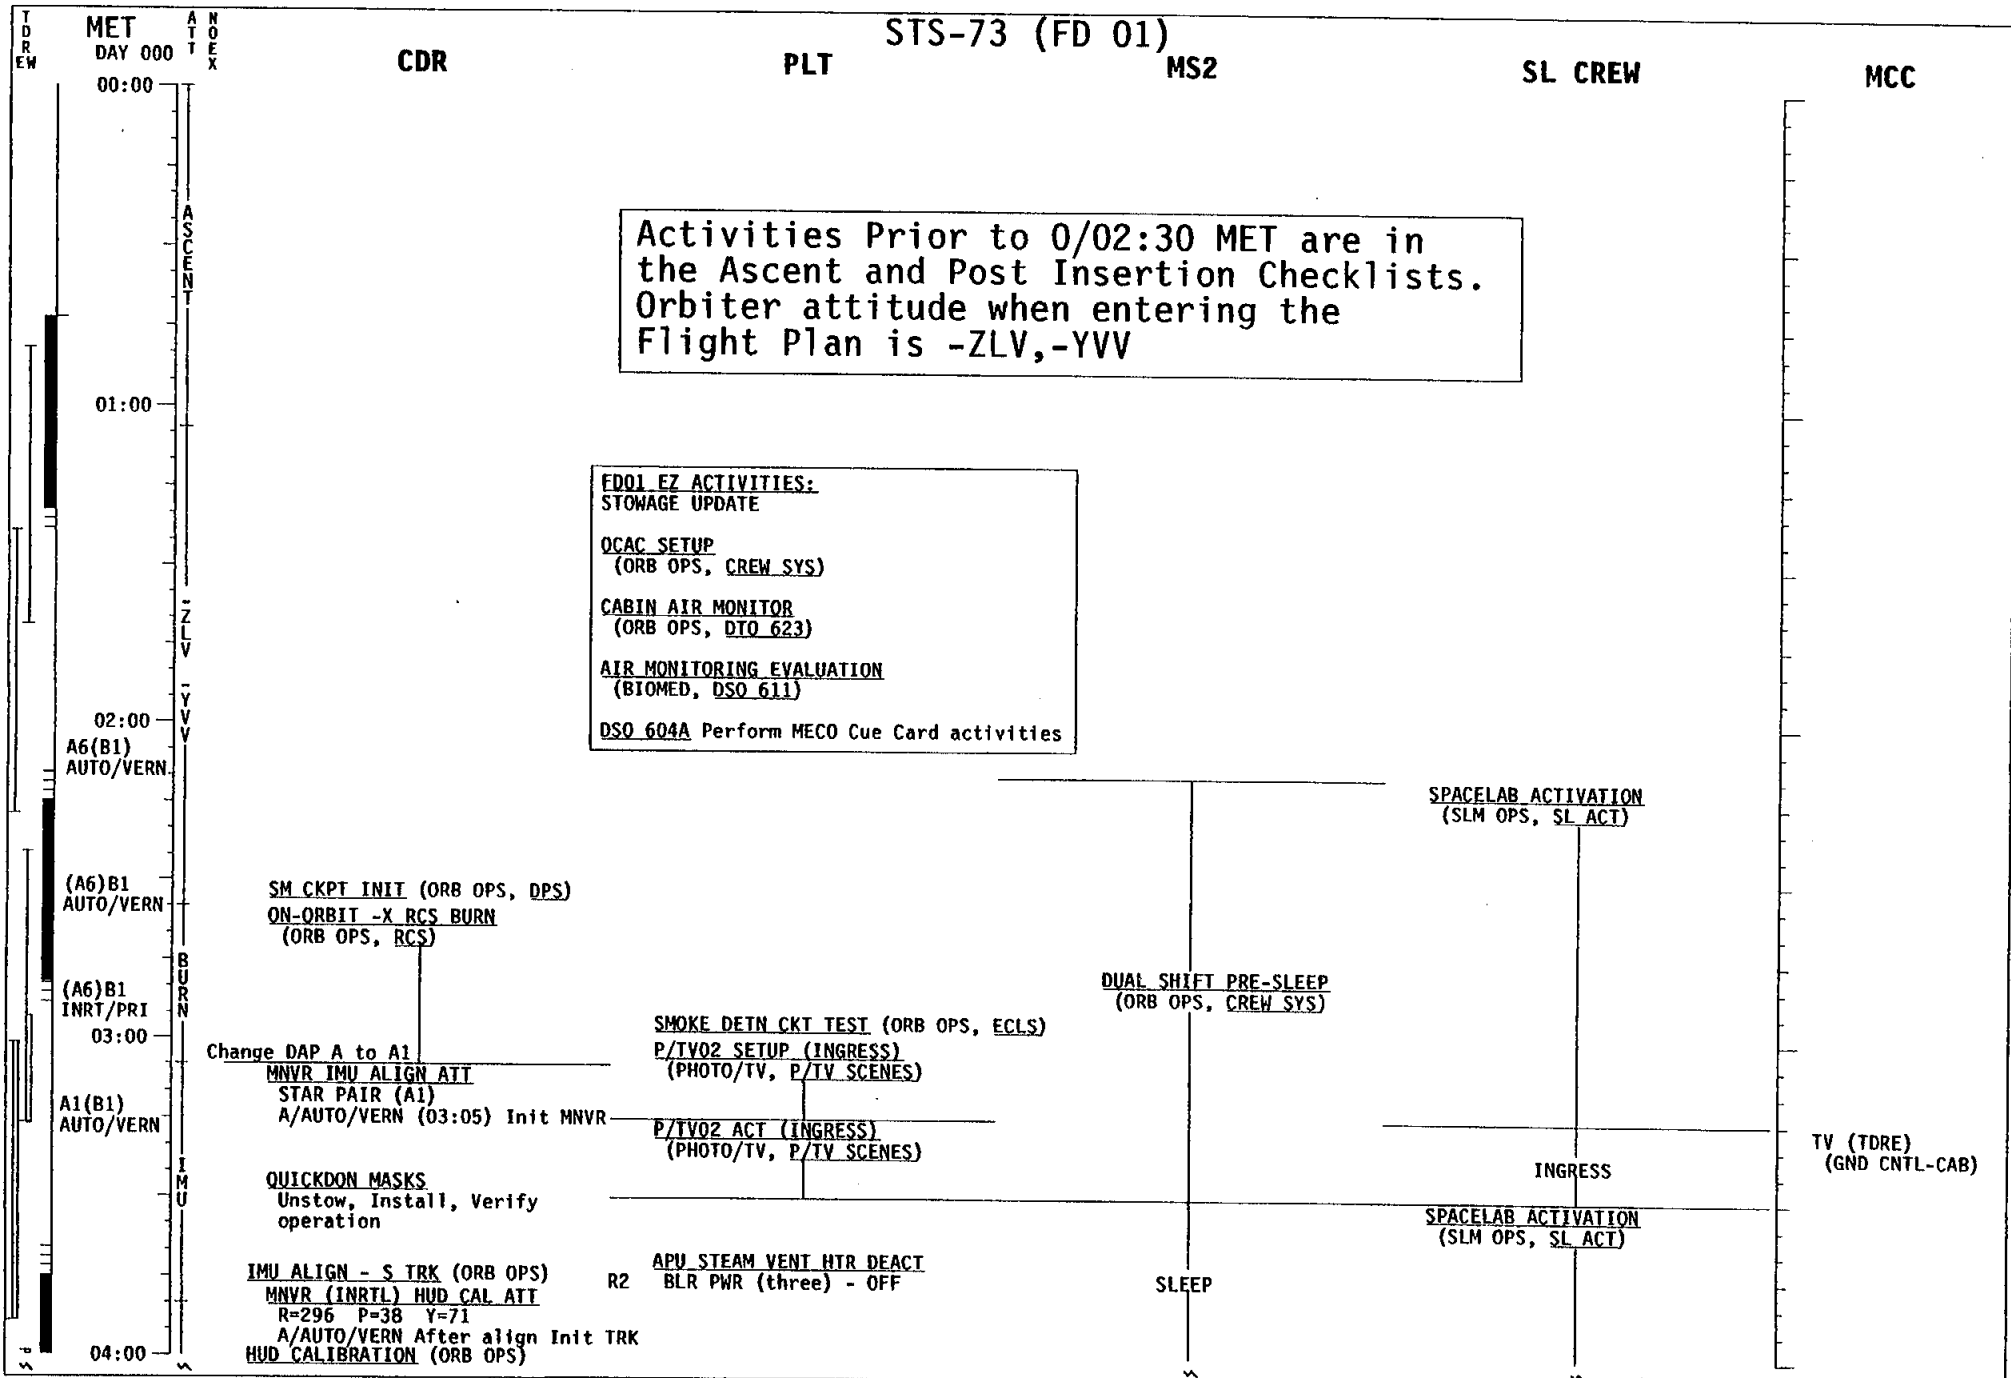 STS-73 (FD 01)
TDREW
MET
DAY 000
ATT
NOEX
CDR
PLT
MS2
SL CREW
MCC
00:00
ASCENT
Activities Prior to 0/02:30 MET are in
the Ascent and Post Insertion Checklists.
Orbiter attitude when entering the
Flight Plan is -ZLV,-YVV
01:00
FD01 EZ ACTIVITIES:
STOWAGE UPDATE
OCAC SETUP
(ORB OPS, CREW SYS)
CABIN AIR MONITOR
(ORB OPS, DTO 623)
AIR MONITORING EVALUATION
(BIOMED, DSO 611)
DSO 604A Perform MECO Cue Card activities
-ZLV -YVV
02:00
A6(B1)
AUTO/VERN
SPACELAB ACTIVATION
(SLM OPS, SL ACT)
(A6)B1
AUTO/VERN
SM CKPT INIT (ORB OPS, DPS)
ON-ORBIT -X RCS BURN
(ORB OPS, RCS)
BURN
(A6)B1
INRT/PRI
DUAL SHIFT PRE-SLEEP
(ORB OPS, CREW SYS)
03:00
SMOKE DETN CKT TEST (ORB OPS, ECLS)
Change DAP A to A1
MNVR IMU ALIGN ATT
STAR PAIR (A1)
A/AUTO/VERN (03:05) Init MNVR
P/TV02 SETUP (INGRESS)
(PHOTO/TV, P/TV SCENES)
A1(B1)
AUTO/VERN
P/TV02 ACT (INGRESS)
(PHOTO/TV, P/TV SCENES)
TV (TDRE)
(GND CNTL-CAB)
INGRESS
IMU
QUICKDON MASKS
Unstow, Install, Verify
operation
SPACELAB ACTIVATION
(SLM OPS, SL ACT)
IMU ALIGN - S TRK (ORB OPS)
MNVR (INRTL) HUD CAL ATT
R=296 P=38 Y=71
A/AUTO/VERN After align Init TRK
HUD CALIBRATION (ORB OPS)
R2
APU STEAM VENT HTR DEACT
BLR PWR (three) - OFF
SLEEP
04:00